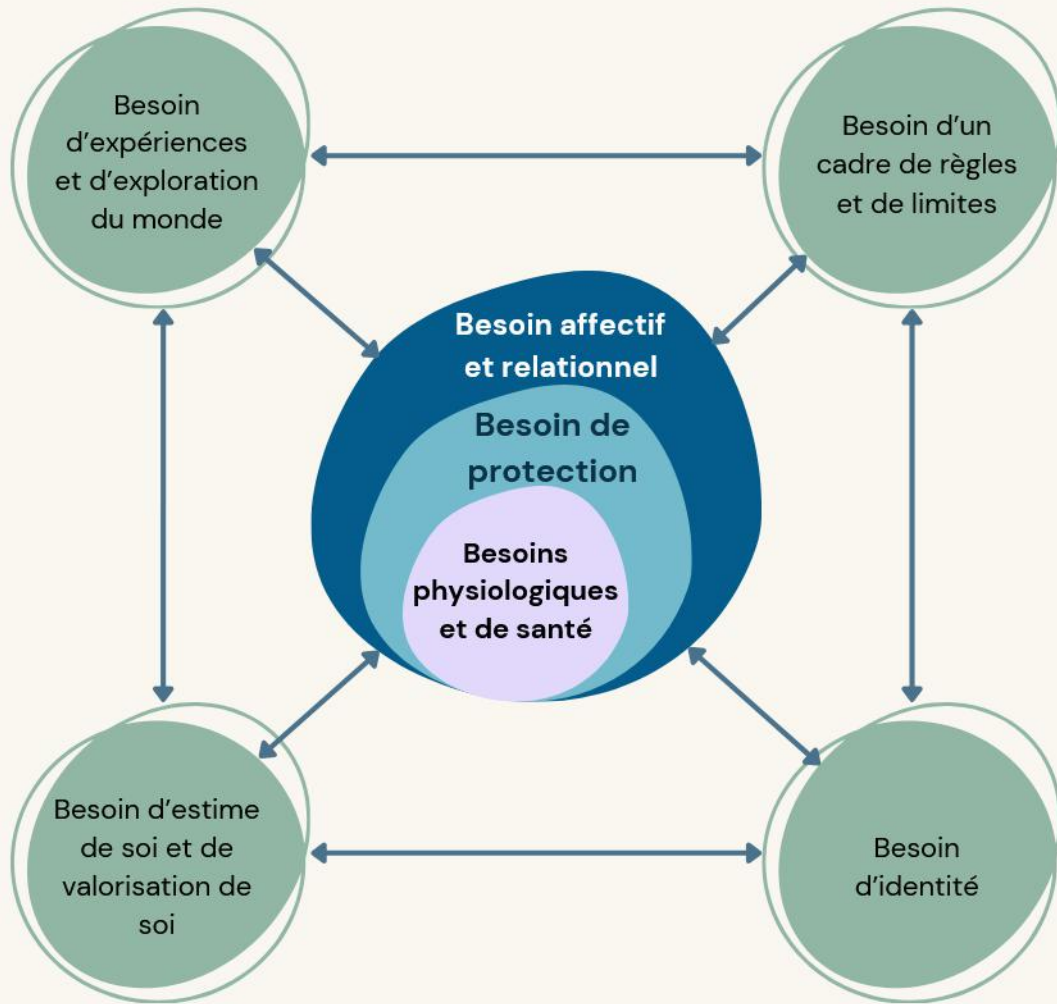 Besoin
d’expériences
et d’exploration
du monde
Besoin d’un
cadre de règles
et de limites
Besoin affectif
et relationnel
Besoin de
protection
Besoins
physiologiques
et de santé
Besoin d’estime
de soi et de
valorisation de
soi
Besoin
d’identité